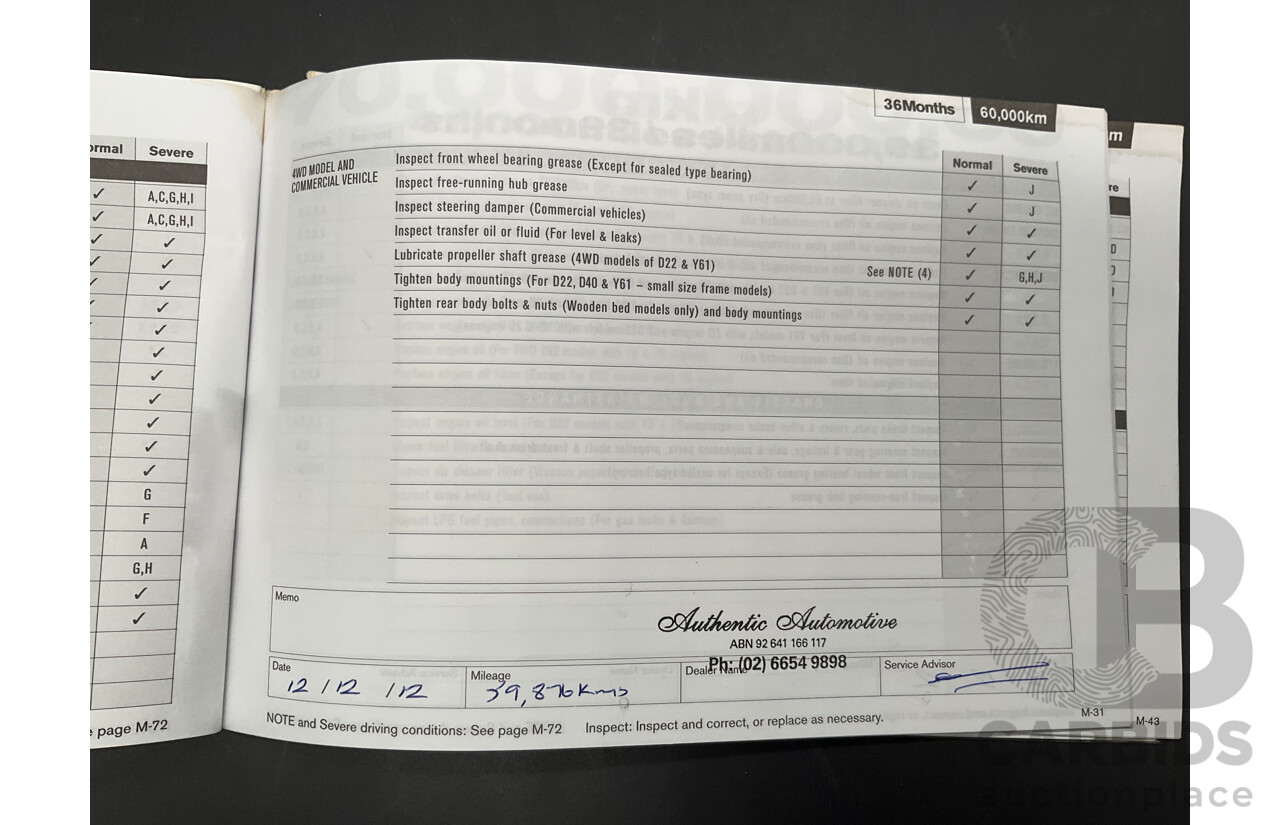 ormal Severe
✓ A,C,G,H,I
✓ A,C,G,H,I
✓ ✓
✓ ✓
✓ ✓
✓ ✓
✓
✓
✓
✓
✓
✓
✓
G
F
A
G,H
✓
✓
page M-72
36Months 60,000km
4WD MODEL AND
COMMERCIAL VEHICLE
Normal Severe
Inspect front wheel bearing grease (Except for sealed type bearing) ✓ J
Inspect free-running hub grease ✓ J
Inspect steering damper (Commercial vehicles) ✓ ✓
Inspect transfer oil or fluid (For level & leaks) ✓ ✓
Lubricate propeller shaft grease (4WD models of D22 & Y61) See NOTE (4) ✓ G,H,J
Tighten body mountings (For D22, D40 & Y61 – small size frame models) ✓ ✓
Tighten rear body bolts & nuts (Wooden bed models only) and body mountings ✓ ✓
Memo
Authentic Automotive
ABN 92 641 166 117
Ph: (02) 6654 9898
Date 12 / 12 / 12
Mileage 39,876kms
Dealer Name
Service Advisor
NOTE and Severe driving conditions: See page M-72 Inspect: Inspect and correct, or replace as necessary.
M-31
M-43
m
re
CB
CARBIDS
auctionplace